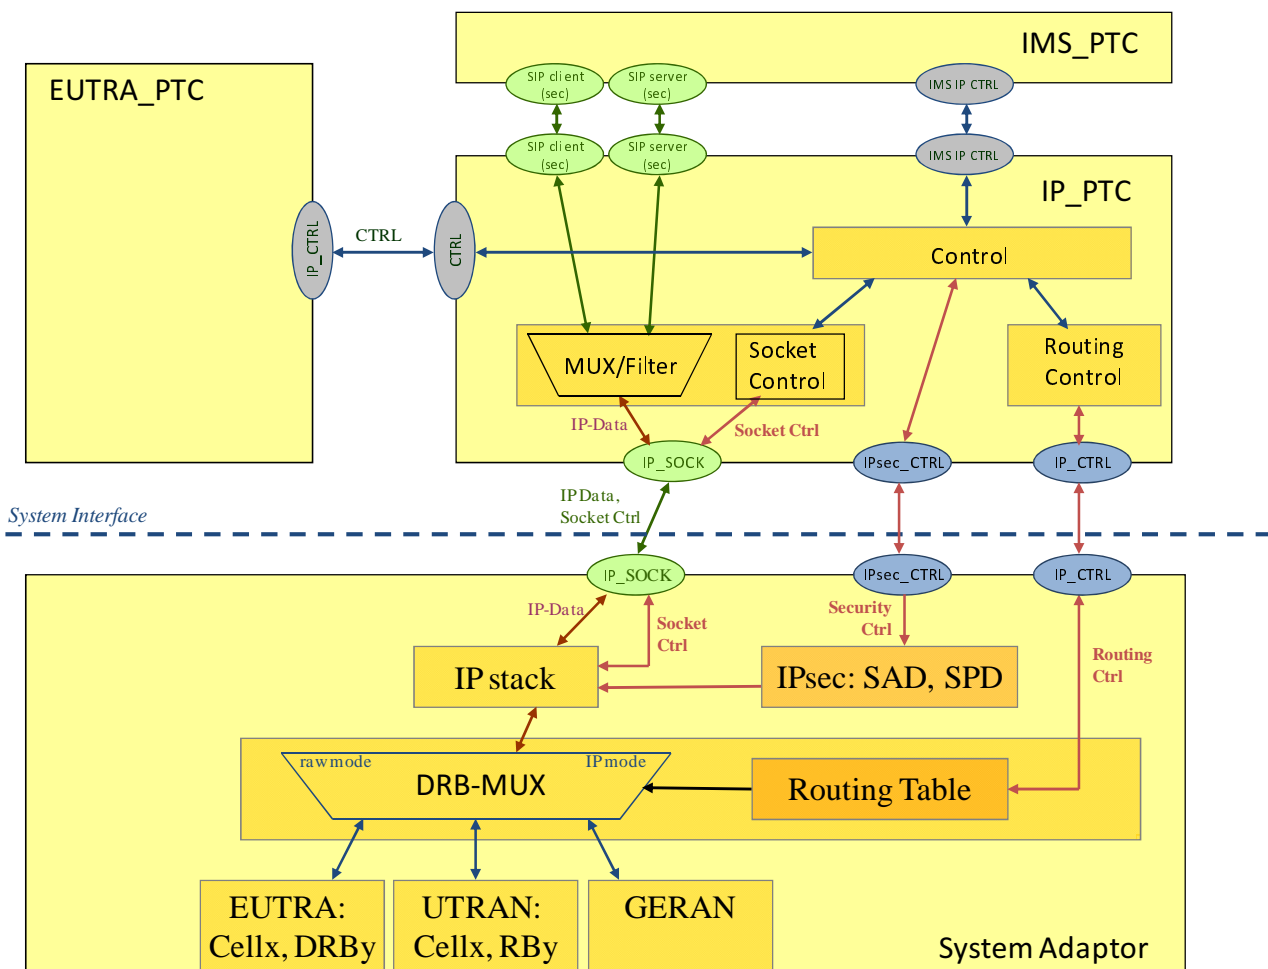 IMS_PTC
EUTRA_PTC
SIP client
(sec)
SIP server
(sec)
IMS IP CTRL
SIP client
(sec)
SIP server
(sec)
IMS IP CTRL
IP_PTC
IP_CTRL
CTRL
CTRL
Control
MUX/Filter
Socket
Control
Routing
Control
IP-Data
Socket Ctrl
IP_SOCK
IPsec_CTRL
IP_CTRL
IP Data,
Socket Ctrl
System Interface
IP_SOCK
IPsec_CTRL
IP_CTRL
IP-Data
Socket
Ctrl
Security
Ctrl
Routing
Ctrl
IP stack
IPsec: SAD, SPD
raw mode
IP mode
DRB-MUX
Routing Table
EUTRA:
Cellx, DRBy
UTRAN:
Cellx, RBy
GERAN
System Adaptor